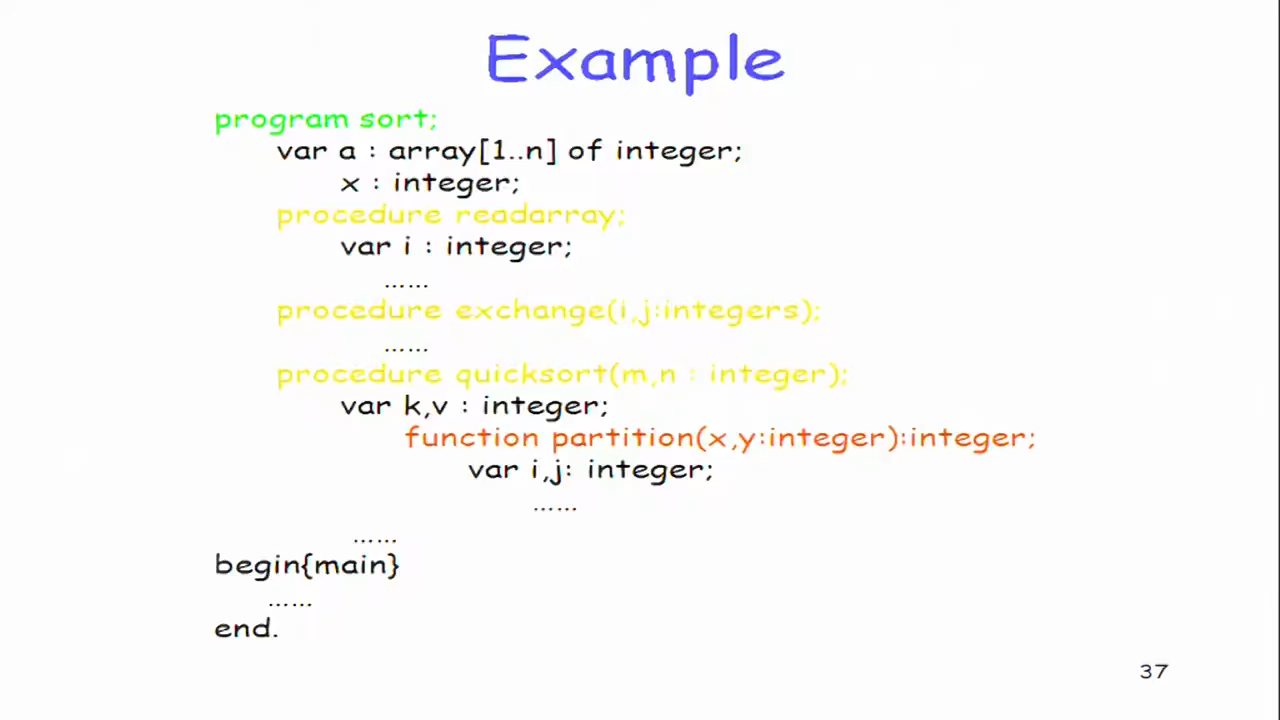 Example
program sort;
var a : array[1..n] of integer;
x : integer;
procedure readarray;
var i : integer;
......
procedure exchange(i,j:integers);
......
procedure quicksort(m,n : integer);
var k,v : integer;
function partition(x,y:integer):integer;
var i,j: integer;
......
......
begin{main}
......
end.
37